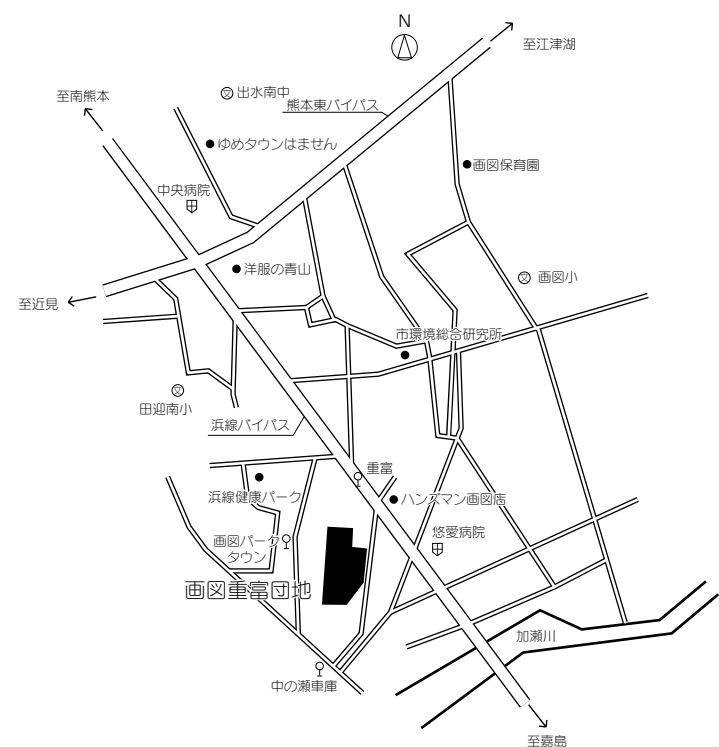 N
至江津湖
文 出水南中
至南熊本
熊本東バイパス
ゆめタウンはません
画図保育園
中央病院
洋服の青山
文 画図小
至近見
市環境総合研究所
文
田迎南小
浜線バイパス
重富
浜線健康パーク
ハンズマン画図店
悠愛病院
画図パーク
タウン
画図重富団地
加瀬川
中の瀬車庫
至嘉島